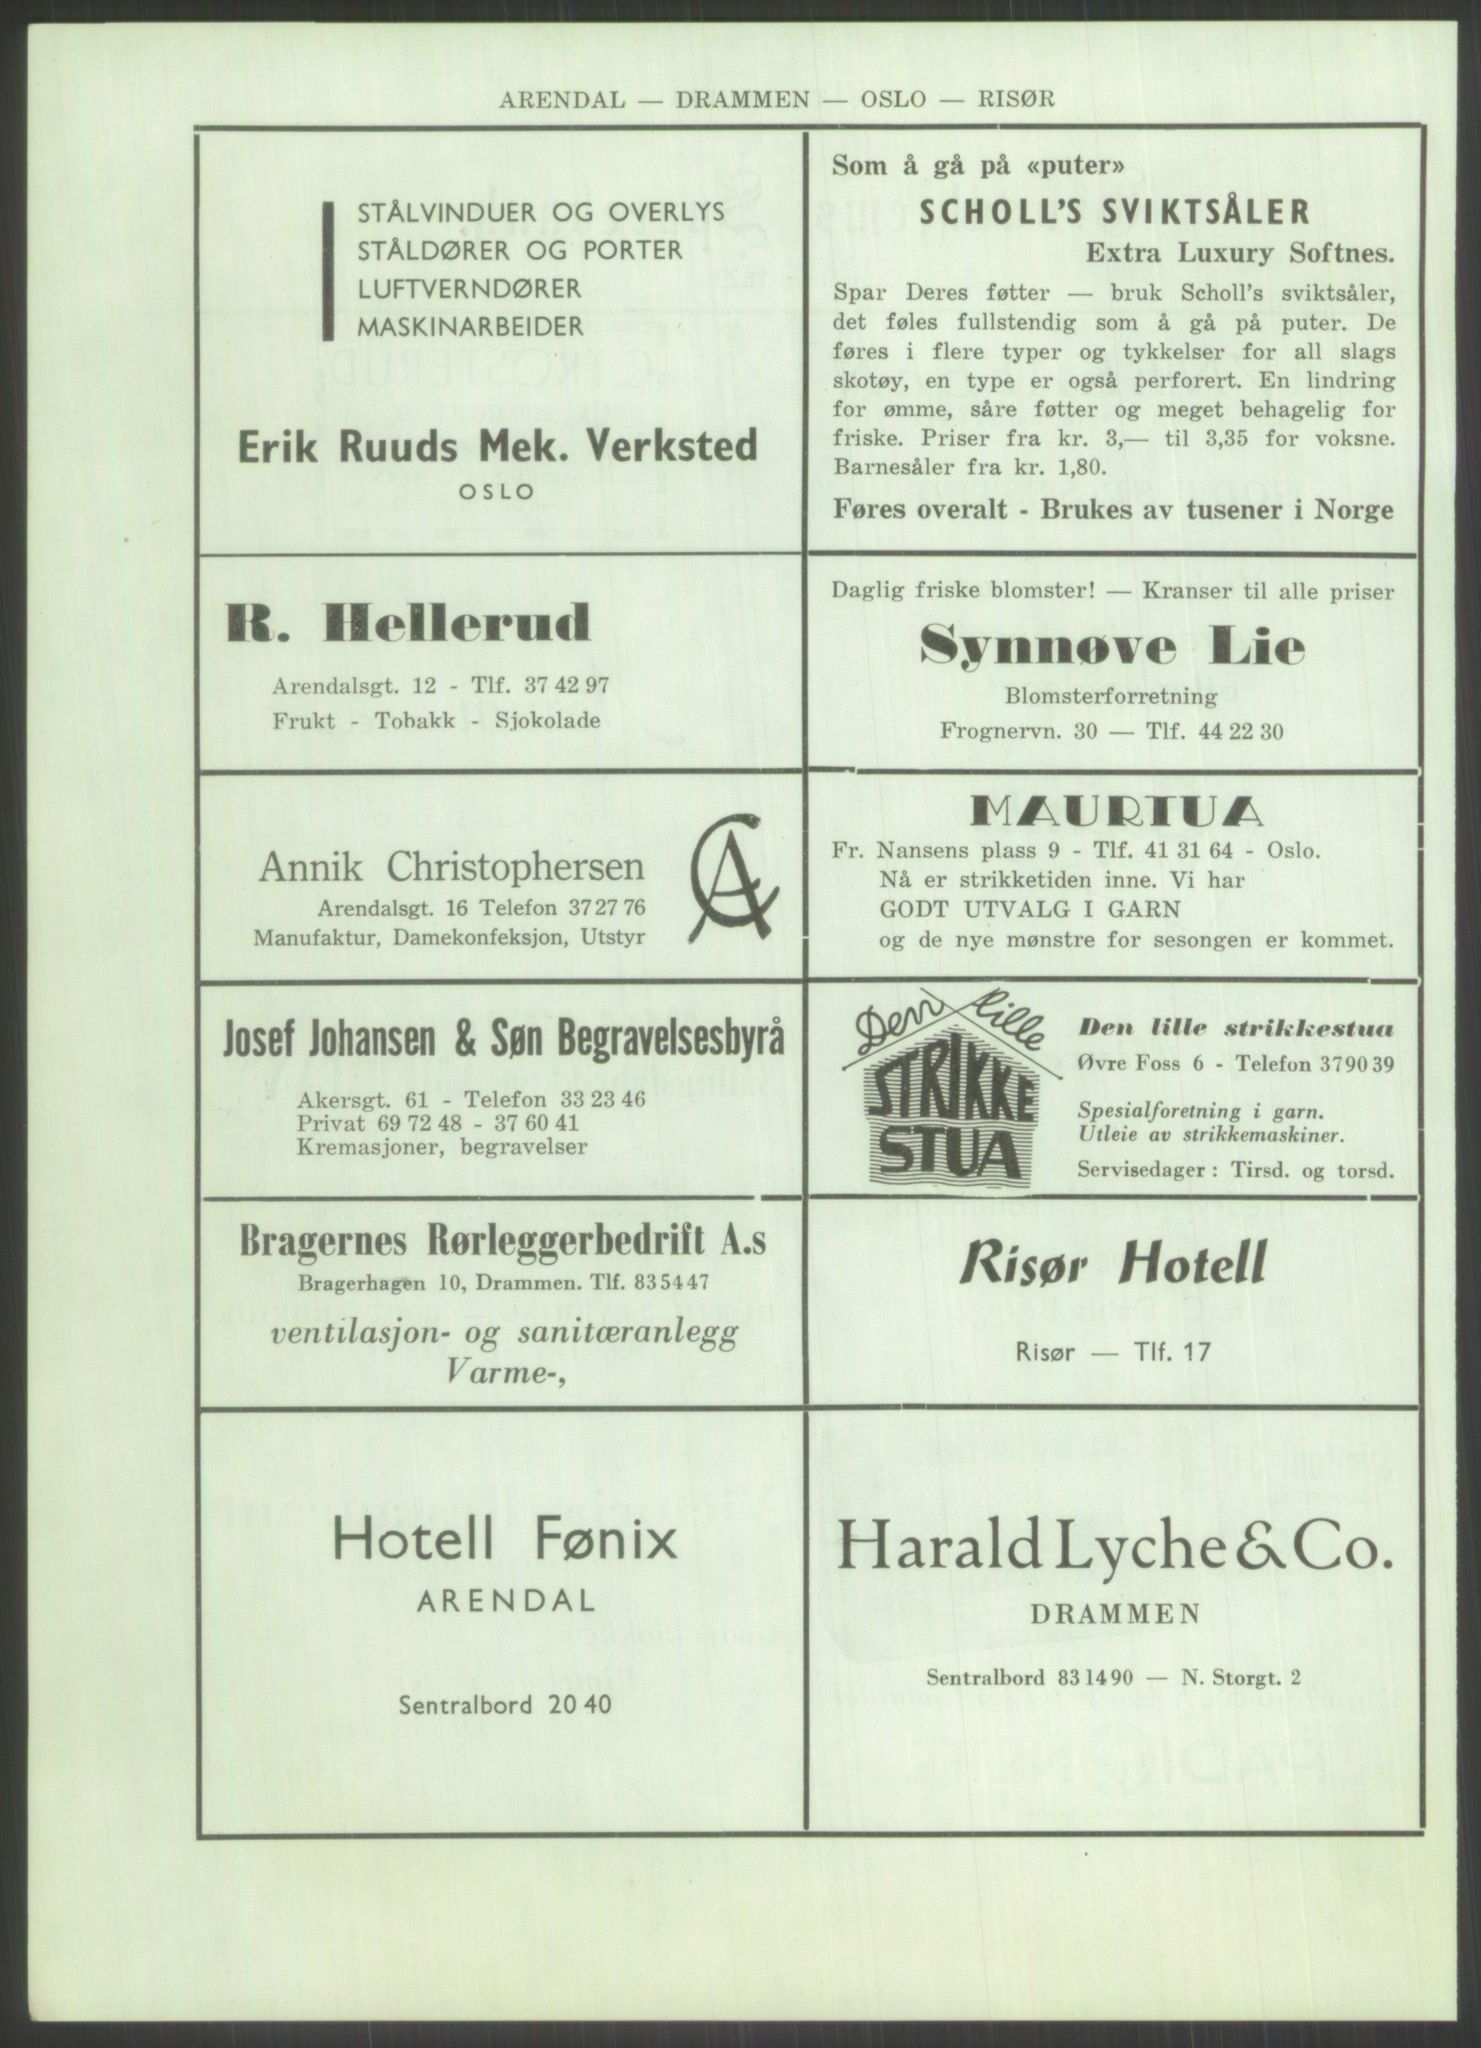 ARENDAL — DRAMMEN — OSLO — RISØR
STÅLVINDUER OG OVERLYS
STÅLDØRER OG PORTER
LUFTVERNDØRER
MASKINARBEIDER
Erik Ruuds Mek. Verksted
OSLO
Som å gå på «puter»
SCHOLL'S SVIKTSÅLER
Extra Luxury Softnes.
Spar Deres føtter — bruk Scholl's sviktsåler,
det føles fullstendig som å gå på puter. De
føres i flere typer og tykkelser for all slags
skotøy, en type er også perforert. En lindring
for ømme, såre føtter og meget behagelig for
friske. Priser fra kr. 3,— til 3,35 for voksne.
Barnesåler fra kr. 1,80.
Føres overalt - Brukes av tusener i Norge
R. Hellerud
Arendalsgt. 12 - Tlf. 37 42 97
Frukt - Tobakk - Sjokolade
Daglig friske blomster! — Kranser til alle priser
Synnøve Lie
Blomsterforretning
Frognervn. 30 — Tlf. 44 22 30
Annik Christophersen
Arendalsgt. 16 Telefon 37 27 76
Manufaktur, Damekonfeksjon, Utstyr
AC
MAURTUA
Fr. Nansens plass 9 - Tlf. 41 31 64 - Oslo.
Nå er strikketiden inne. Vi har
GODT UTVALG I GARN
og de nye mønstre for sesongen er kommet.
Josef Johansen & Søn Begravelsesbyrå
Akersgt. 61 - Telefon 33 23 46
Privat 69 72 48 - 37 60 41
Kremasjoner, begravelser
Den lille
STRIKKE
STUA
Den lille strikkestua
Øvre Foss 6 - Telefon 37 90 39
Spesialforetning i garn.
Utleie av strikkemaskiner.
Servisedager: Tirsd. og torsd.
Bragernes Rørleggerbedrift A.s
Bragerhagen 10, Drammen. Tlf. 83 54 47
ventilasjon- og sanitæranlegg
Varme-,
Risør Hotell
Risør — Tlf. 17
Hotell Fønix
ARENDAL
Sentralbord 20 40
Harald Lyche & Co.
DRAMMEN
Sentralbord 83 14 90 — N. Storgt. 2